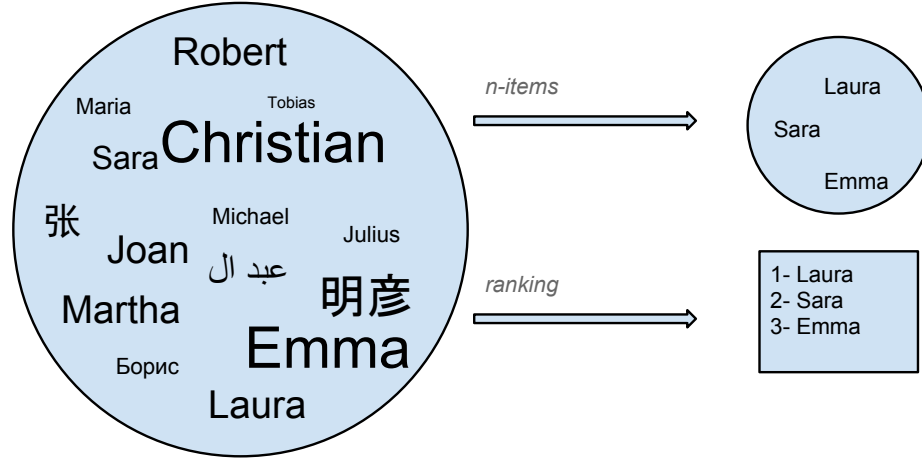 Robert
Maria
Tobias
Sara
Christian
张
Michael
Joan
Julius
عبد ال
Martha
明彦
Emma
Борис
Laura
n-items
Laura
Sara
Emma
ranking
1- Laura
2- Sara
3- Emma